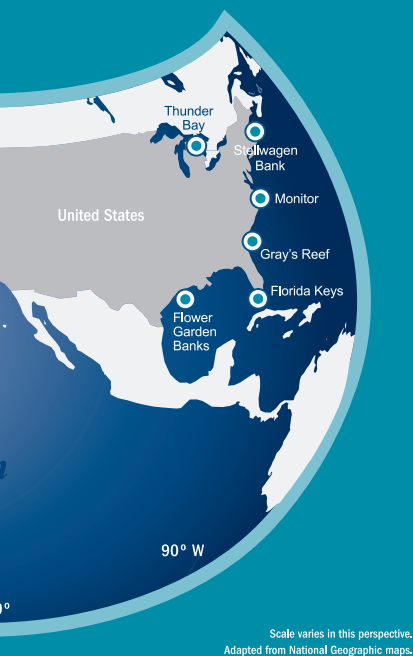 Thunder
Bay
Stellwagen
Bank
Monitor
United States
Gray's Reef
Florida Keys
Flower
Garden
Banks
90° W
Scale varies in this perspective.
Adapted from National Geographic maps.